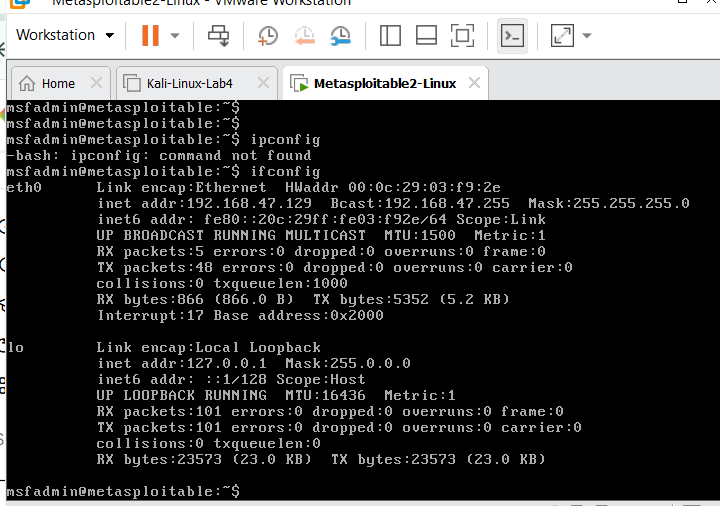 Metasploitable2-Linux - VMware Workstation
Workstation
Home
Kali-Linux-Lab4
Metasploitable2-Linux
msfadmin@metasploitable:~$
msfadmin@metasploitable:~$
msfadmin@metasploitable:~$ ipconfig
-bash: ipconfig: command not found
msfadmin@metasploitable:~$ ifconfig
eth0 Link encap:Ethernet HWaddr 00:0c:29:03:f9:2e
inet addr:192.168.47.129 Bcast:192.168.47.255 Mask:255.255.255.0
inet6 addr: fe80::20c:29ff:fe03:f92e/64 Scope:Link
UP BROADCAST RUNNING MULTICAST MTU:1500 Metric:1
RX packets:5 errors:0 dropped:0 overruns:0 frame:0
TX packets:48 errors:0 dropped:0 overruns:0 carrier:0
collisions:0 txqueuelen:1000
RX bytes:866 (866.0 B) TX bytes:5352 (5.2 KB)
Interrupt:17 Base address:0x2000
lo Link encap:Local Loopback
inet addr:127.0.0.1 Mask:255.0.0.0
inet6 addr: ::1/128 Scope:Host
UP LOOPBACK RUNNING MTU:16436 Metric:1
RX packets:101 errors:0 dropped:0 overruns:0 frame:0
TX packets:101 errors:0 dropped:0 overruns:0 carrier:0
collisions:0 txqueuelen:0
RX bytes:23573 (23.0 KB) TX bytes:23573 (23.0 KB)
msfadmin@metasploitable:~$